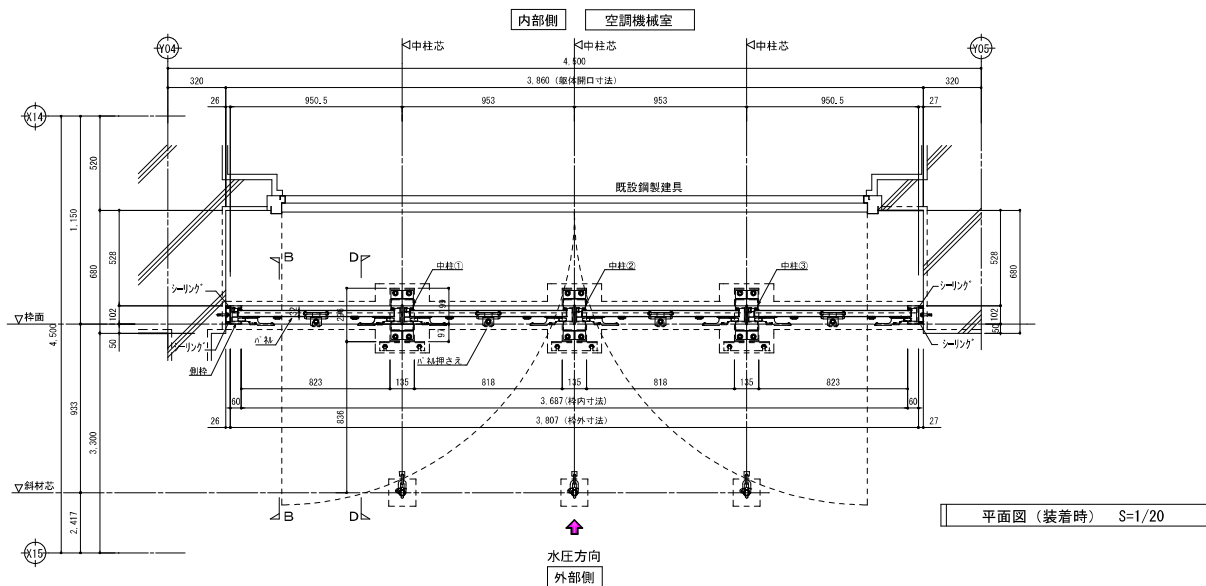 内部側 空調機械室
Y04 Y05
中柱芯 中柱芯 中柱芯
4,500
320 3,860 (躯体開口寸法) 320
26 950.5 953 953 950.5 27
X14
520
既設鋼製建具
1,150
680 528 528 680
B D
中柱① 中柱② 中柱③
シーリング シーリング
102 99 102
枠面
4,500
50 97 50
シーリング パネル パネル押さえ シーリング
側枠
823 135 818 135 818 135 823
60 3,687(枠内寸法) 60
836
933
26 3,807 (枠外寸法) 27
3,300
斜材芯
B D
2,417
平面図 (装着時) S=1/20
X15
水圧方向
外部側